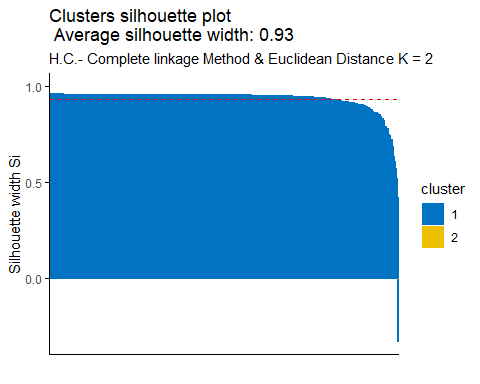 Clusters silhouette plot
Average silhouette width: 0.93
H.C.- Complete linkage Method & Euclidean Distance K = 2
1.0
0.5
0.0
Silhouette width Si
cluster
1
2